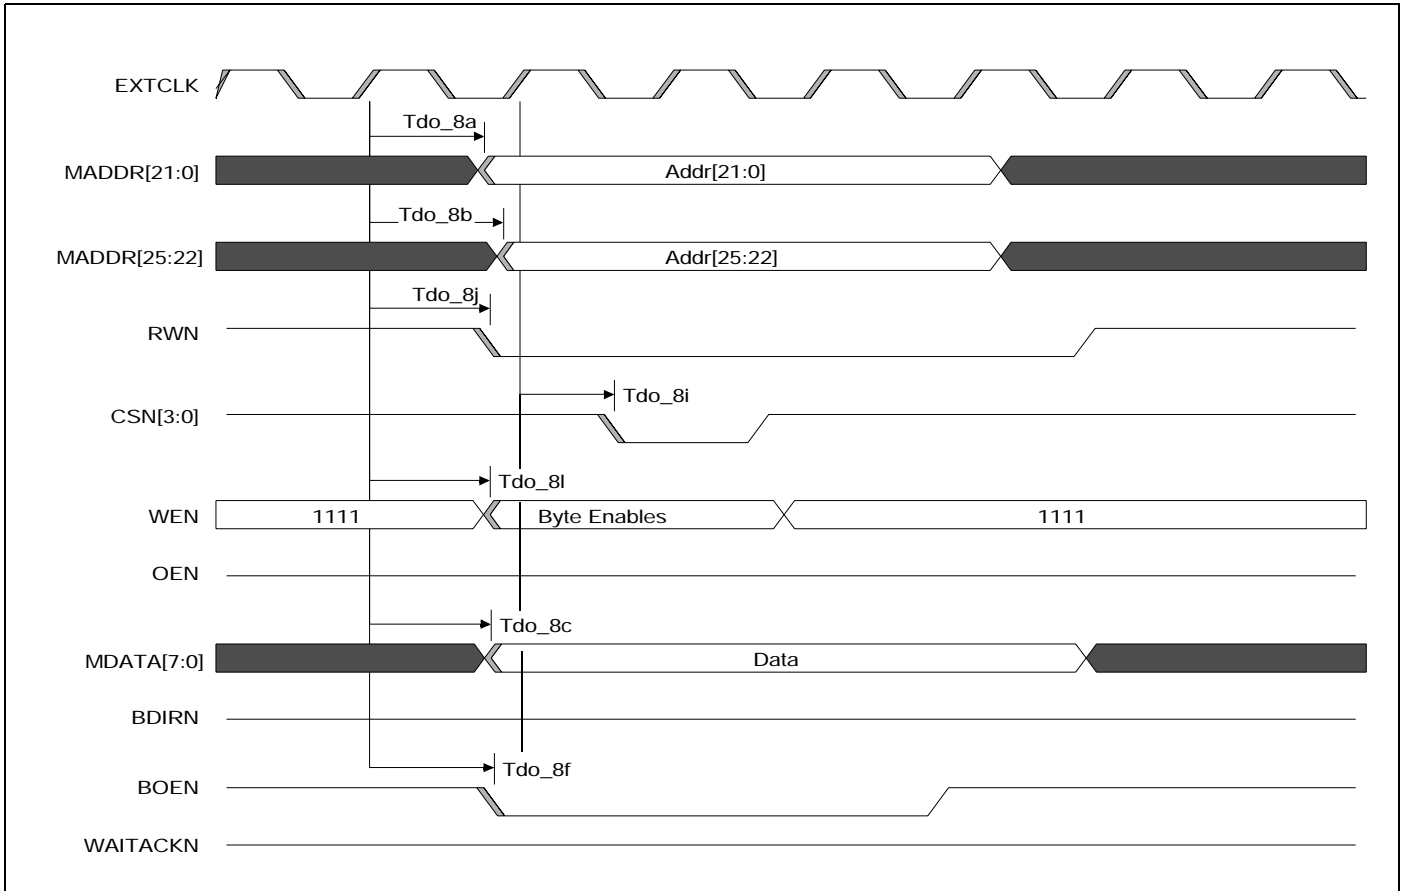 EXTCLK
Tdo_8a
MADDR[21:0] Addr[21:0]
Tdo_8b
MADDR[25:22] Addr[25:22]
Tdo_8j
RWN
Tdo_8i
CSN[3:0]
Tdo_8l
WEN 1111 Byte Enables 1111
OEN
Tdo_8c
MDATA[7:0] Data
BDIRN
Tdo_8f
BOEN
WAITACKN